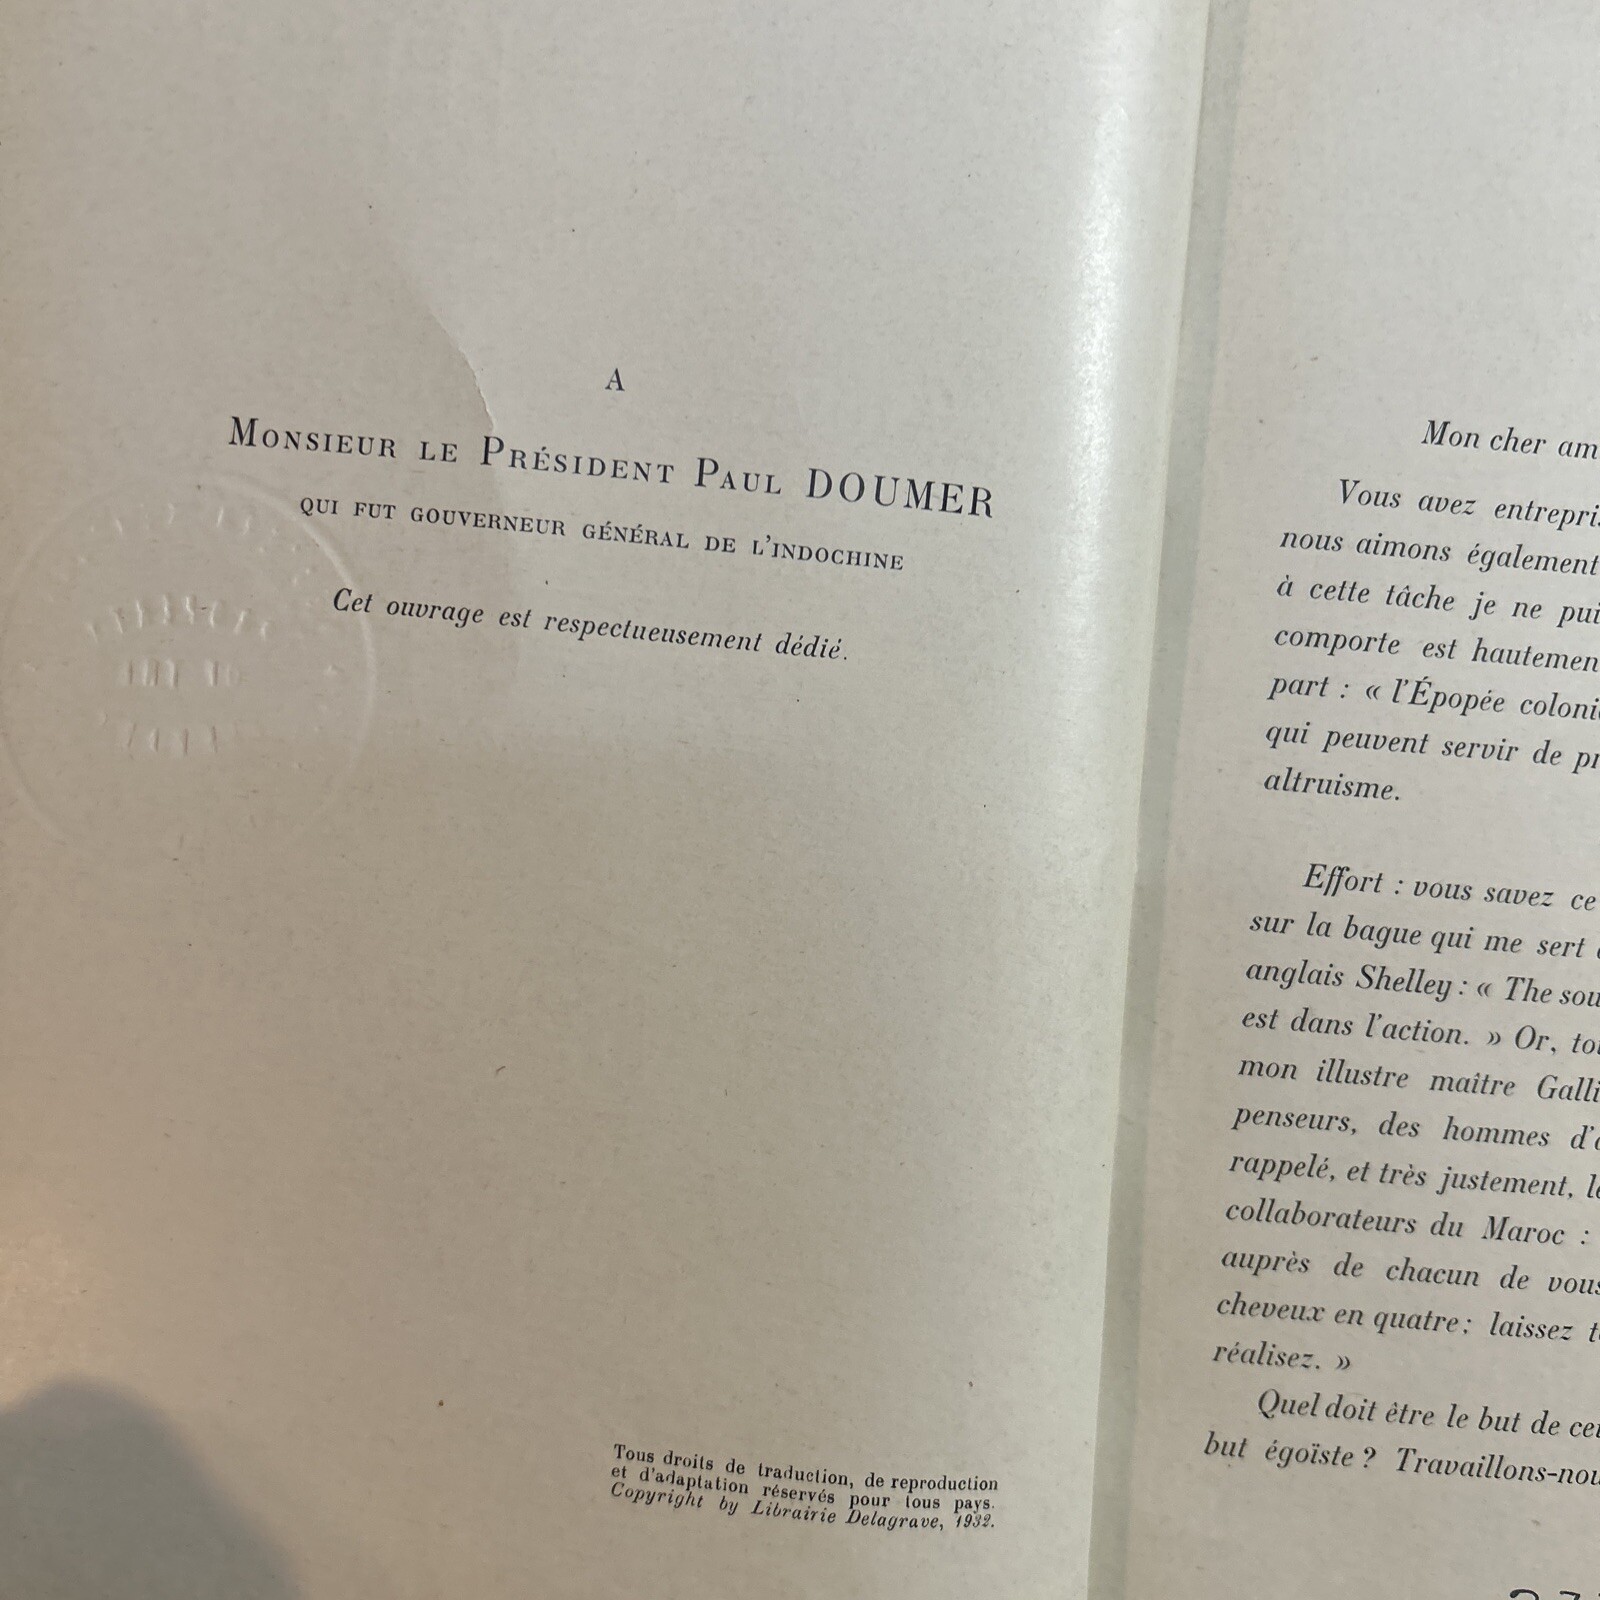 A
MONSIEUR LE PRÉSIDENT PAUL DOUMER
QUI FUT GOUVERNEUR GÉNÉRAL DE L'INDOCHINE
Cet ouvrage est respectueusement dédié.
Tous droits de traduction, de reproduction
et d'adaptation réservés pour tous pays.
Copyright by Librairie Delagrave, 1932.
Mon cher am
Vous avez entrepris
nous aimons également
à cette tâche je ne pui
comporte est hautemen
part : « l'Épopée coloni
qui peuvent servir de pr
altruisme.
Effort : vous savez ce
sur la bague qui me sert
anglais Shelley : « The sou
est dans l'action. » Or, to
mon illustre maître Galli
penseurs, des hommes d'
rappelé, et très justement, l
collaborateurs du Maroc :
auprès de chacun de vous
cheveux en quatre ; laissez t
réalisez. »
Quel doit être le but de ce
but égoïste ? Travaillons-nou